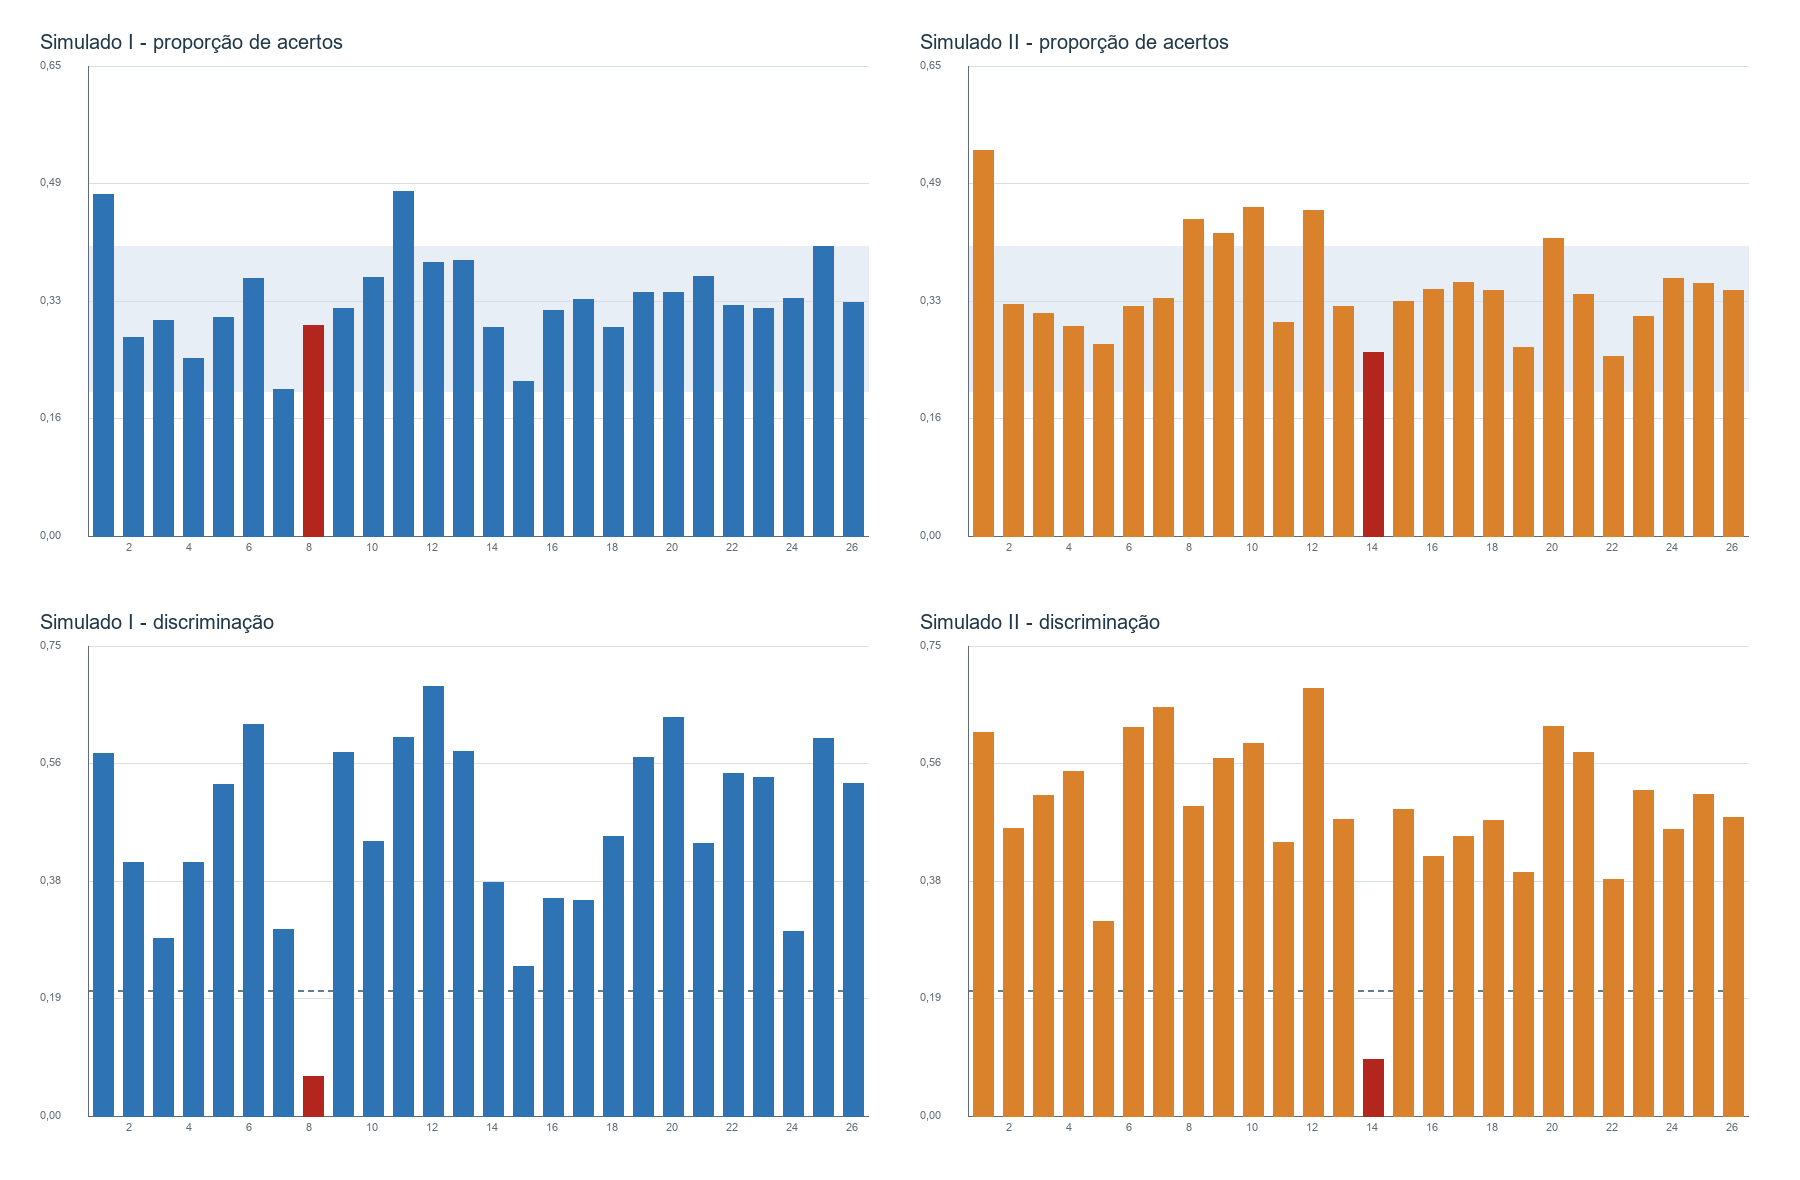 Simulado I - proporção de acertos
0,65
0,49
0,33
0,16
0,00
2 4 6 8 10 12 14 16 18 20 22 24 26
Simulado II - proporção de acertos
0,65
0,49
0,33
0,16
0,00
2 4 6 8 10 12 14 16 18 20 22 24 26
Simulado I - discriminação
0,75
0,56
0,38
0,19
0,00
2 4 6 8 10 12 14 16 18 20 22 24 26
Simulado II - discriminação
0,75
0,56
0,38
0,19
0,00
2 4 6 8 10 12 14 16 18 20 22 24 26